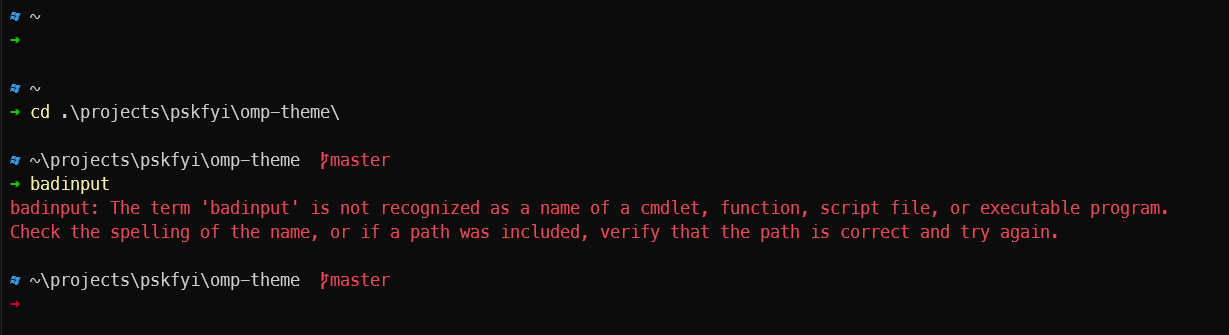 ~
➜
~
➜ cd .\projects\pskfyi\omp-theme\
~\projects\pskfyi\omp-theme master
➜ badinput
badinput: The term 'badinput' is not recognized as a name of a cmdlet, function, script file, or executable program.
Check the spelling of the name, or if a path was included, verify that the path is correct and try again.
~\projects\pskfyi\omp-theme master
➜